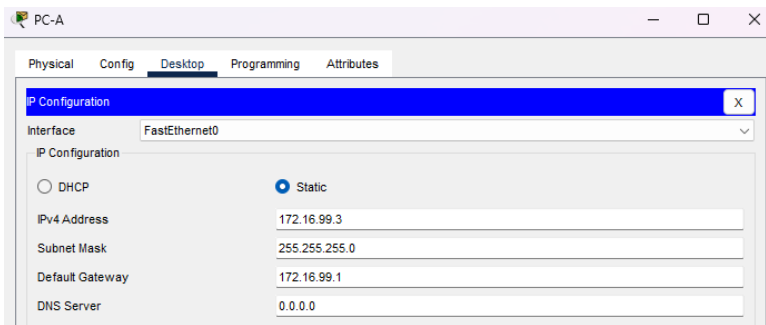 PC-A
Physical Config Desktop Programming Attributes
IP Configuration X
Interface FastEthernet0
IP Configuration
DHCP Static
IPv4 Address 172.16.99.3
Subnet Mask 255.255.255.0
Default Gateway 172.16.99.1
DNS Server 0.0.0.0